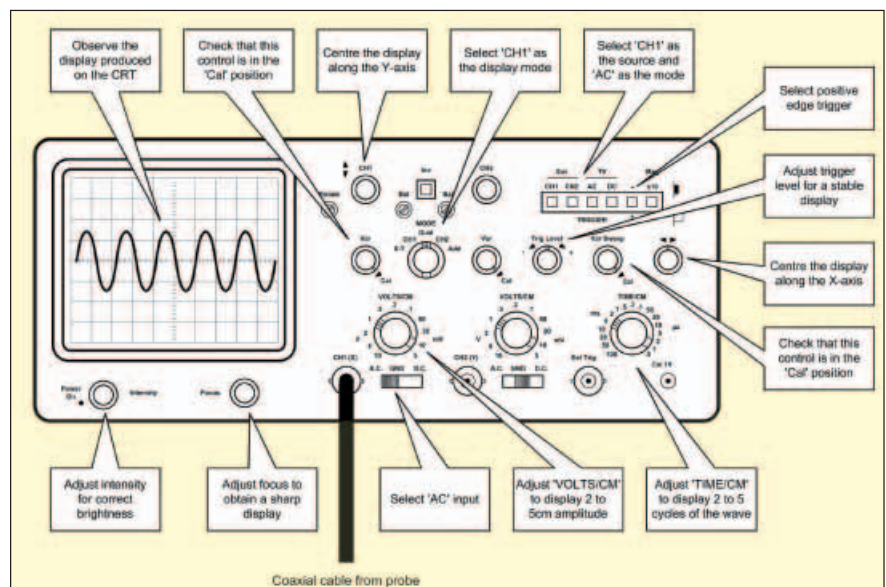 Observe the
display produced
on the CRT
Check that this
control is in the
'Cal' position
Centre the display
along the Y-axis
Select 'CH1' as
the display mode
Select 'CH1' as
the source and
'AC' as the mode
Select positive
edge trigger
Adjust trigger
level for a stable
display
Centre the display
along the X-axis
Check that this
control is in the
'Cal' position
CH1
CH2
CH1 CH2 AC DC
TRIGGER
MODE
CH1 CH2
Var
Var
Trig Level
Var Sweep
Cal
Cal
Cal
VOLTS/CM
VOLTS/CM
TIME/CM
CH1 (X)
A.C. GND D.C.
CH2 (Y)
A.C. GND D.C.
Ext Trig
Cal 1V
Power
On
Intensity
Focus
Adjust intensity
for correct
brightness
Adjust focus to
obtain a sharp
display
Select 'AC' input
Adjust 'VOLTS/CM'
to display 2 to
5cm amplitude
Adjust 'TIME/CM'
to display 2 to 5
cycles of the wave
Coaxial cable from probe